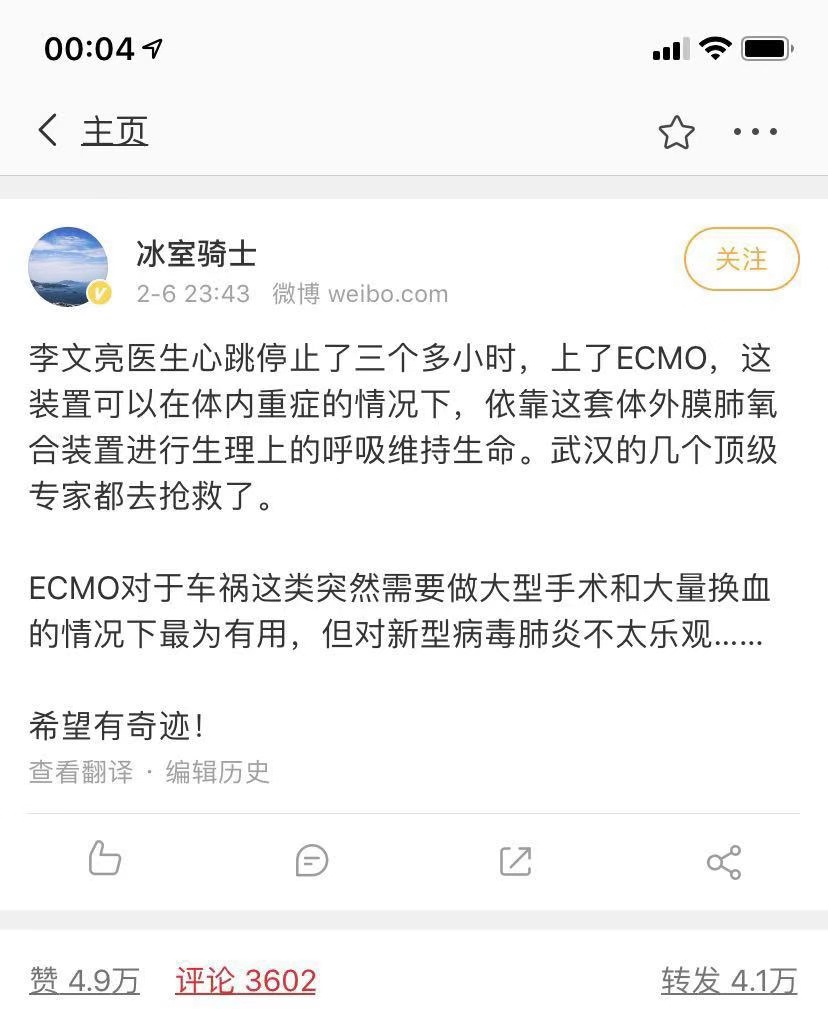 00:04
主页
冰室骑士
关注
2-6 23:43 微博 weibo.com
李文亮医生心跳停止了三个多小时，上了ECMO，这
装置可以在体内重症的情况下，依靠这套体外膜肺氧
合装置进行生理上的呼吸维持生命。武汉的几个顶级
专家都去抢救了。
ECMO对于车祸这类突然需要做大型手术和大量换血
的情况下最为有用，但对新型病毒肺炎不太乐观......
希望有奇迹！
查看翻译 · 编辑历史
赞 4.9万 评论 3602 转发 4.1万